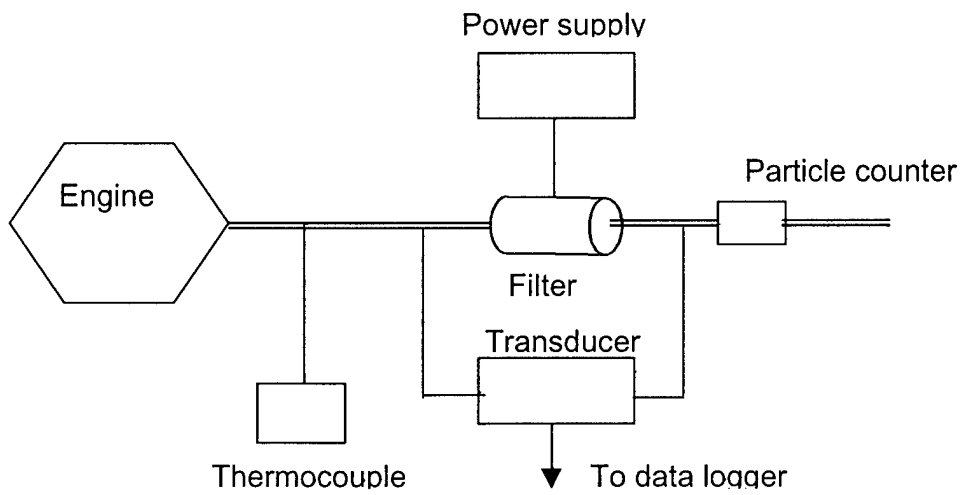 Power supply
Particle counter
Engine
Filter
Transducer
Thermocouple
To data logger